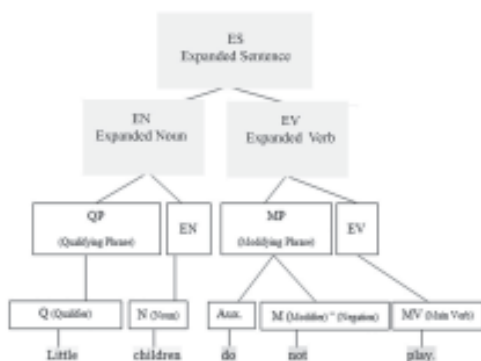 ES
Expanded Sentence
EN
Expanded Noun
EV
Expanded Verb
QP
(Qualifying Phrase)
EN
MP
(Modifying Phrase)
EV
Q (Qualifier)
N (Noun)
Aux.
M (Modifier) (Negation)
MV (Main Verb)
Little
children
do
not
play.